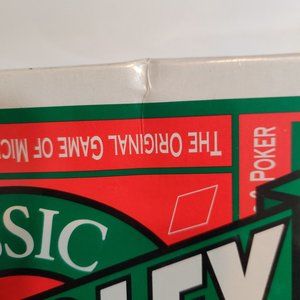 THE ORIGINAL GAME OF MIC
POKER
SSIC